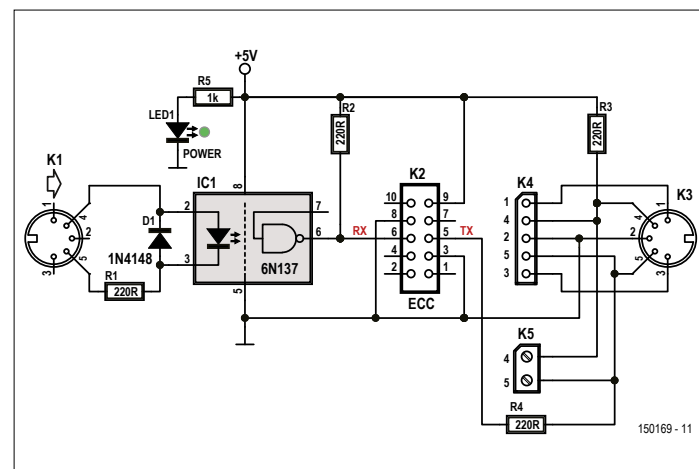 +5V
R5
1k
LED1
POWER
R2
220R
R3
220R
K1
1
4
2
5
3
D1
1N4148
R1
220R
IC1
8
2
3
7
6
5
6N137
RX
K2
10 9
8 7
6 5
4 3
2 1
ECC
TX
K4
1
4
2
5
3
K3
1
4
2
5
3
K5
4
5
R4
220R
150169 - 11